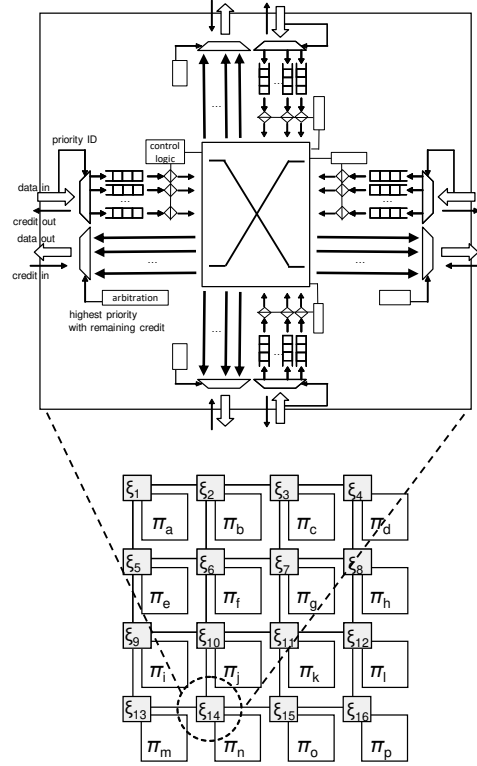 ...
...
priority ID
control
logic
data in
...
...
credit out
data out
...
...
credit in
arbitration
highest priority
with remaining credit
...
...
ξ1 ξ2 ξ3 ξ4
πa πb πc πd
ξ5 ξ6 ξ7 ξ8
πe πf πg πh
ξ9 ξ10 ξ11 ξ12
πi πj πk πl
ξ13 ξ14 ξ15 ξ16
πm πn πo πp